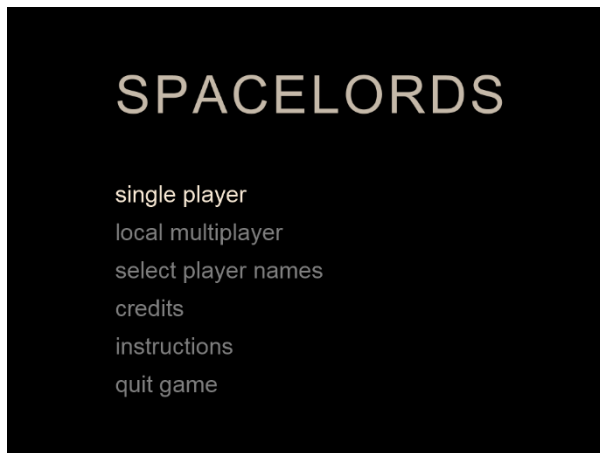 SPACELORDS
single player
local multiplayer
select player names
credits
instructions
quit game